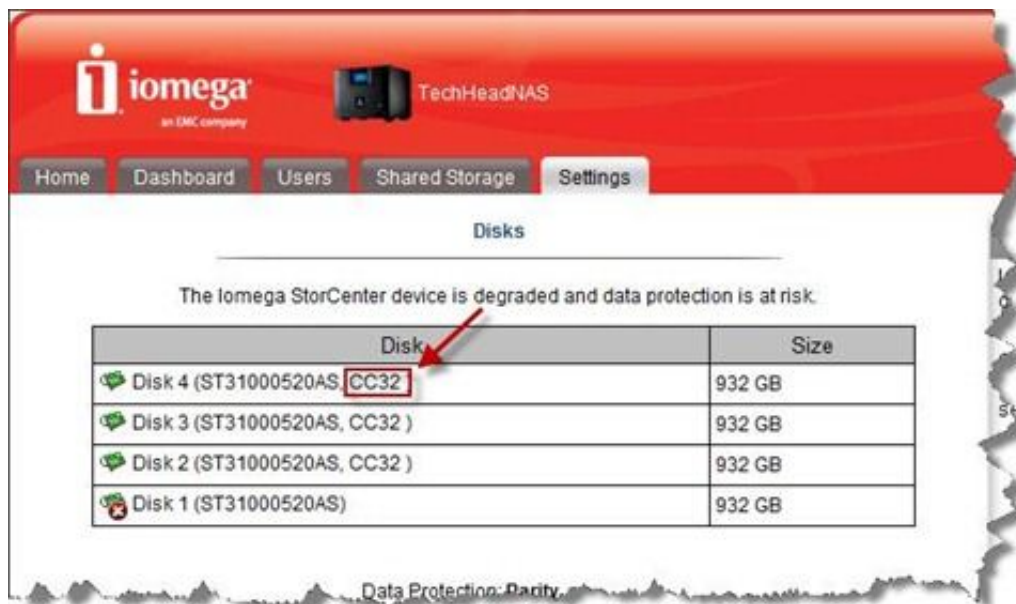 iomega
an EMC company
TechHeadNAS
Home Dashboard Users Shared Storage Settings
Disks
The Iomega StorCenter device is degraded and data protection is at risk.
Disk Size
Disk 4 (ST31000520AS, CC32 ) 932 GB
Disk 3 (ST31000520AS, CC32 ) 932 GB
Disk 2 (ST31000520AS, CC32 ) 932 GB
Disk 1 (ST31000520AS) 932 GB
Data Protection: Parity